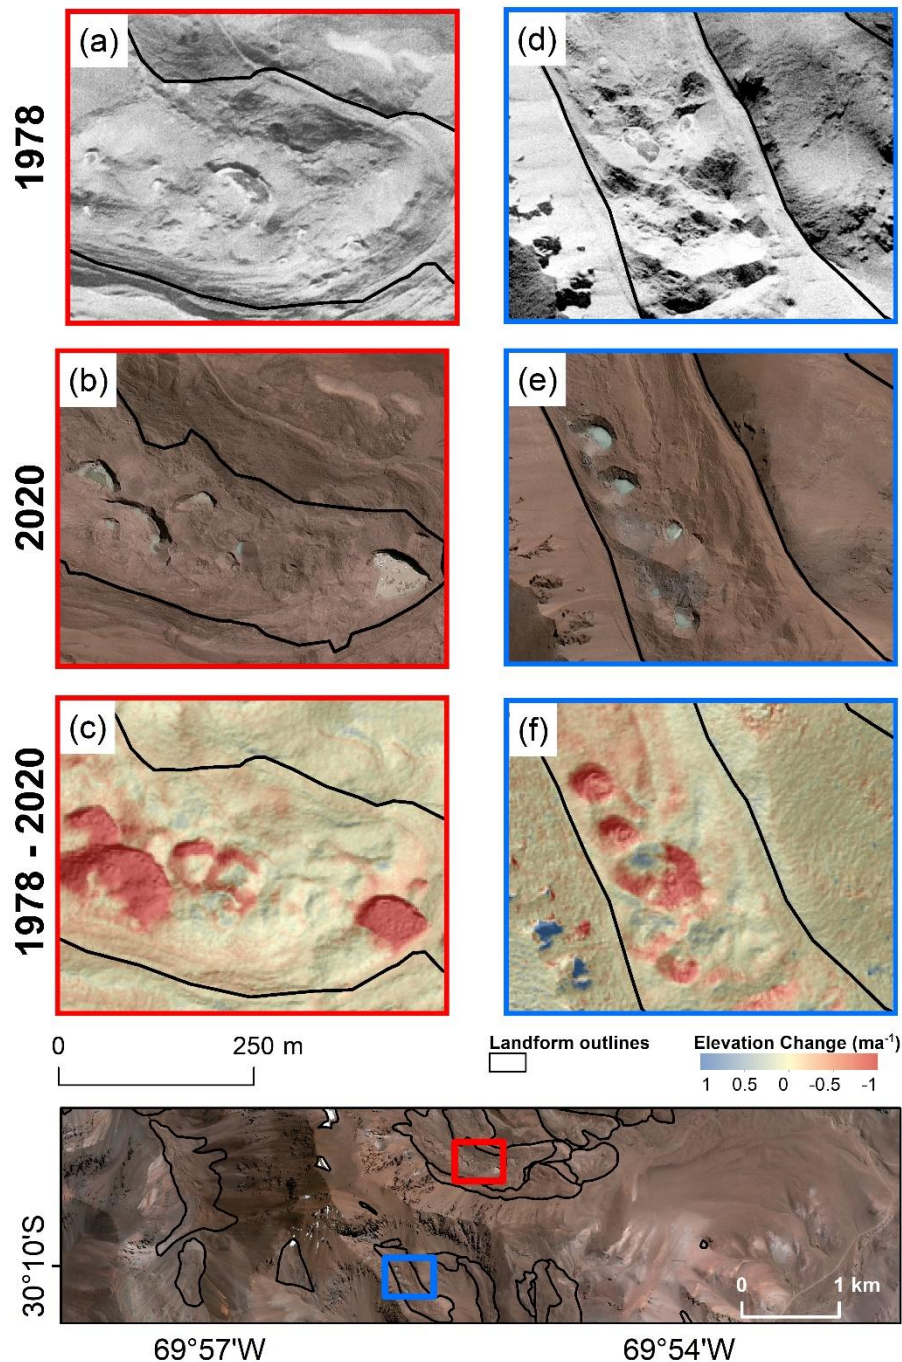 (a)
(d)
1978
(b)
(e)
2020
(c)
(f)
1978 - 2020
0 250 m
Landform outlines
Elevation Change (ma⁻¹)
1 0.5 0 -0.5 -1
30°10'S
0 1 km
69°57'W 69°54'W